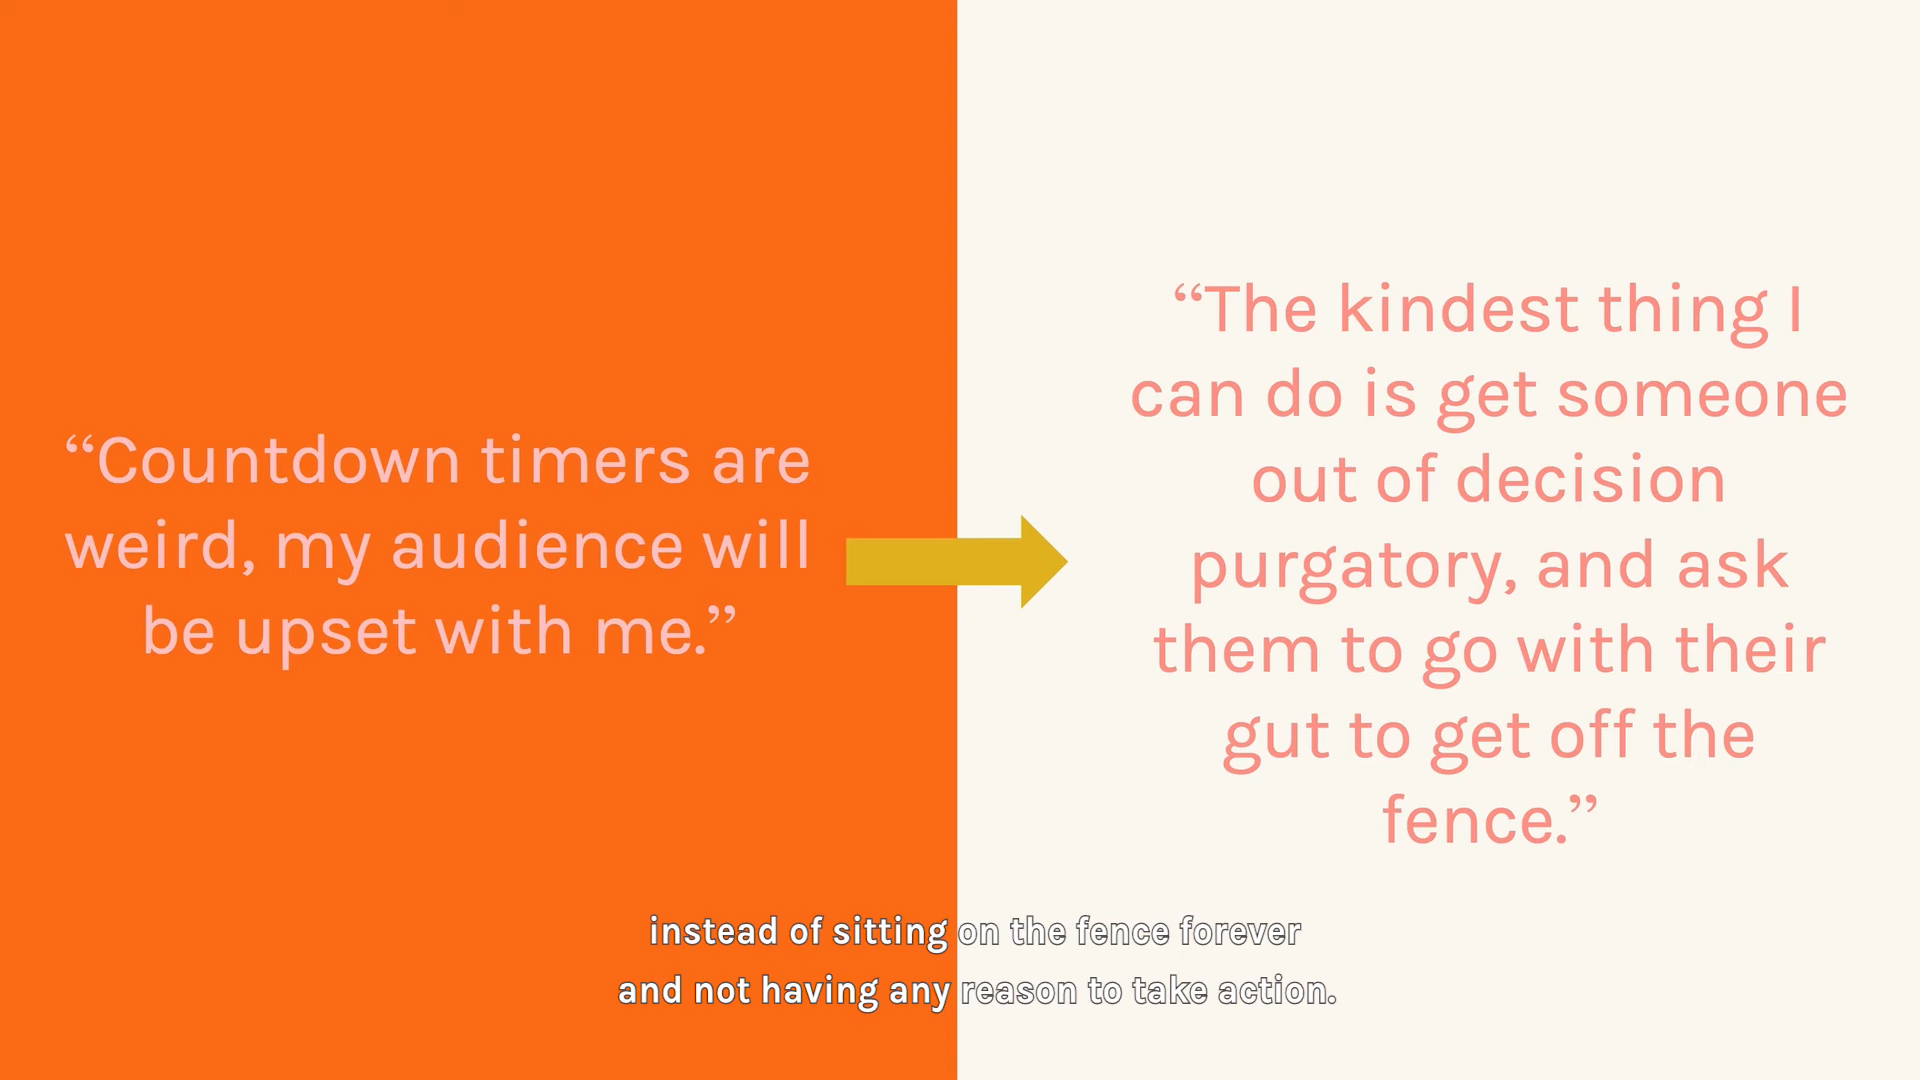 “Countdown timers are
weird, my audience will
be upset with me.”
“The kindest thing I
can do is get someone
out of decision
purgatory, and ask
them to go with their
gut to get off the
fence.”
instead of sitting on the fence forever
and not having any reason to take action.